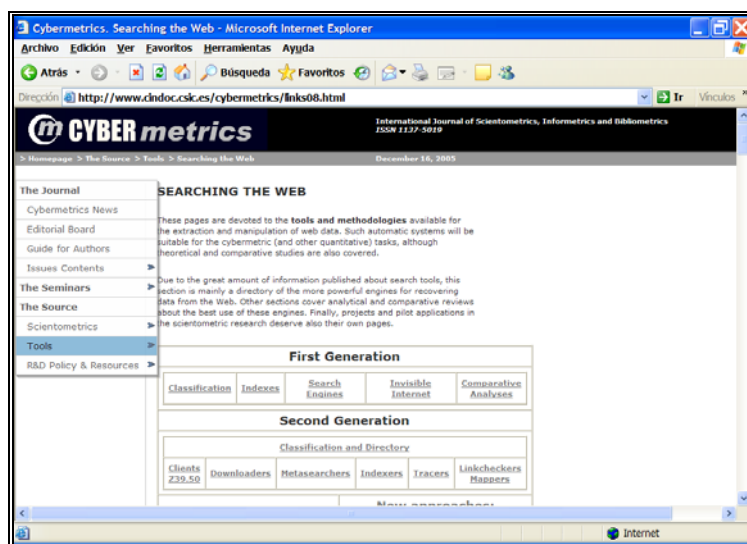 Cybermetrics. Searching the Web - Microsoft Internet Explorer
Archivo Edición Ver Favoritos Herramientas Ayuda
Atrás Búsqueda Favoritos
Dirección http://www.cindoc.csic.es/cybermetrics/links08.html Ir Vínculos »
m CYBER metrics
International Journal of Scientometrics, Informetrics and Bibliometrics
ISSN 1137-5019
> Homepage > The Source > Tools > Searching the Web December 16, 2005
The Journal
Cybermetrics News
Editorial Board
Guide for Authors
Issues Contents
The Seminars
The Source
Scientometrics
Tools
R&D Policy & Resources
SEARCHING THE WEB
These pages are devoted to the tools and methodologies available for
the extraction and manipulation of web data. Such automatic systems will be
suitable for the cybermetric (and other quantitative) tasks, although
theoretical and comparative studies are also covered.
Due to the great amount of information published about search tools, this
section is mainly a directory of the more powerful engines for recovering
data from the Web. Other sections cover analytical and comparative reviews
about the best use of these engines. Finally, projects and pilot applications in
the scientometric research deserve also their own pages.
First Generation
Classification Indexes Search Engines Invisible Internet Comparative Analyses
Second Generation
Classification and Directory
Clients Z39.50 Downloaders Metasearchers Indexers Tracers Linkcheckers Mappers
New approaches:
Internet